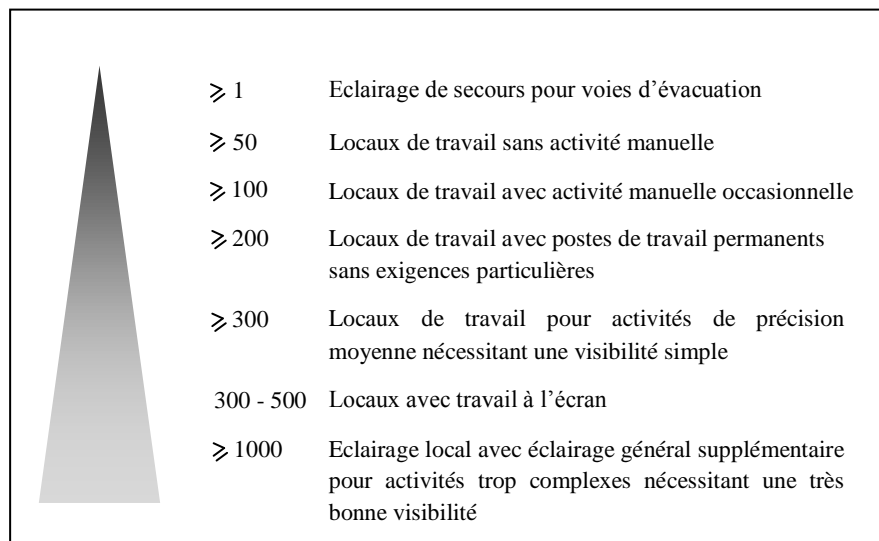 ⩾ 1 Eclairage de secours pour voies d’évacuation
⩾ 50 Locaux de travail sans activité manuelle
⩾ 100 Locaux de travail avec activité manuelle occasionnelle
⩾ 200 Locaux de travail avec postes de travail permanents
sans exigences particulières
⩾ 300 Locaux de travail pour activités de précision
moyenne nécessitant une visibilité simple
300 - 500 Locaux avec travail à l’écran
⩾ 1000 Eclairage local avec éclairage général supplémentaire
pour activités trop complexes nécessitant une très
bonne visibilité